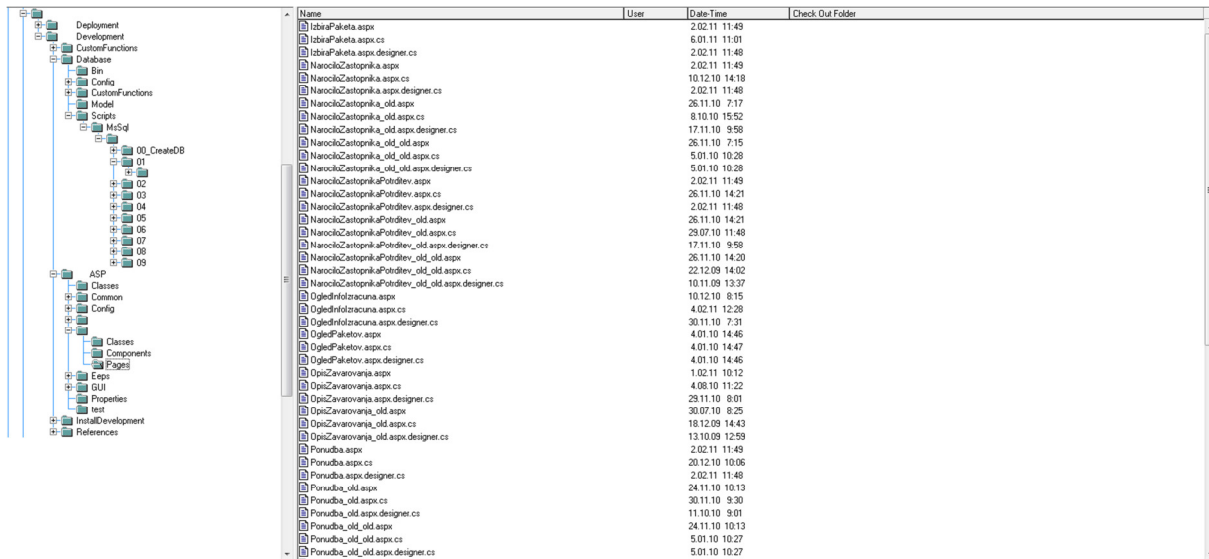 Deployment
Development
CustomFunctions
Database
Bin
Config
CustomFunctions
Model
Scripts
MsSql
00_CreateDB
01
02
03
04
05
06
07
08
09
ASP
Classes
Common
Config
Classes
Components
Pages
Eeps
GUI
Properties
test
InstallDevelopment
References
Name User Date-Time Check Out Folder
IzbiraPaketa.aspx 2.02.11 11:49
IzbiraPaketa.aspx.cs 6.01.11 11:01
IzbiraPaketa.aspx.designer.cs 2.02.11 11:48
NarociloZastopnika.aspx 2.02.11 11:49
NarociloZastopnika.aspx.cs 10.12.10 14:18
NarociloZastopnika.aspx.designer.cs 2.02.11 11:48
NarociloZastopnika_old.aspx 26.11.10 7:17
NarociloZastopnika_old.aspx.cs 8.10.10 15:52
NarociloZastopnika_old.aspx.designer.cs 17.11.10 9:58
NarociloZastopnika_old_old.aspx 26.11.10 7:15
NarociloZastopnika_old_old.aspx.cs 5.01.10 10:28
NarociloZastopnika_old_old.aspx.designer.cs 5.01.10 10:28
NarociloZastopnikaPotrditev.aspx 2.02.11 11:49
NarociloZastopnikaPotrditev.aspx.cs 26.11.10 14:21
NarociloZastopnikaPotrditev.aspx.designer.cs 2.02.11 11:48
NarociloZastopnikaPotrditev_old.aspx 26.11.10 14:21
NarociloZastopnikaPotrditev_old.aspx.cs 29.07.10 11:48
NarociloZastopnikaPotrditev_old.aspx.designer.cs 17.11.10 9:58
NarociloZastopnikaPotrditev_old_old.aspx 26.11.10 14:20
NarociloZastopnikaPotrditev_old_old.aspx.cs 22.12.09 14:02
NarociloZastopnikaPotrditev_old_old.aspx.designer.cs 10.11.09 13:37
OgledInfoIzracuna.aspx 10.12.10 8:15
OgledInfoIzracuna.aspx.cs 4.02.11 12:28
OgledInfoIzracuna.aspx.designer.cs 30.11.10 7:31
OgledPaketov.aspx 4.01.10 14:46
OgledPaketov.aspx.cs 4.01.10 14:47
OgledPaketov.aspx.designer.cs 4.01.10 14:46
OpisZavarovanja.aspx 1.02.11 10:12
OpisZavarovanja.aspx.cs 4.08.10 11:22
OpisZavarovanja.aspx.designer.cs 29.11.10 8:01
OpisZavarovanja_old.aspx 30.07.10 8:25
OpisZavarovanja_old.aspx.cs 18.12.09 14:43
OpisZavarovanja_old.aspx.designer.cs 13.10.09 12:59
Ponudba.aspx 2.02.11 11:49
Ponudba.aspx.cs 20.12.10 10:06
Ponudba.aspx.designer.cs 2.02.11 11:48
Ponudba_old.aspx 24.11.10 10:13
Ponudba_old.aspx.cs 30.11.10 9:30
Ponudba_old.aspx.designer.cs 11.10.10 9:01
Ponudba_old_old.aspx 24.11.10 10:13
Ponudba_old_old.aspx.cs 5.01.10 10:27
Ponudba_old_old.aspx.designer.cs 5.01.10 10:27